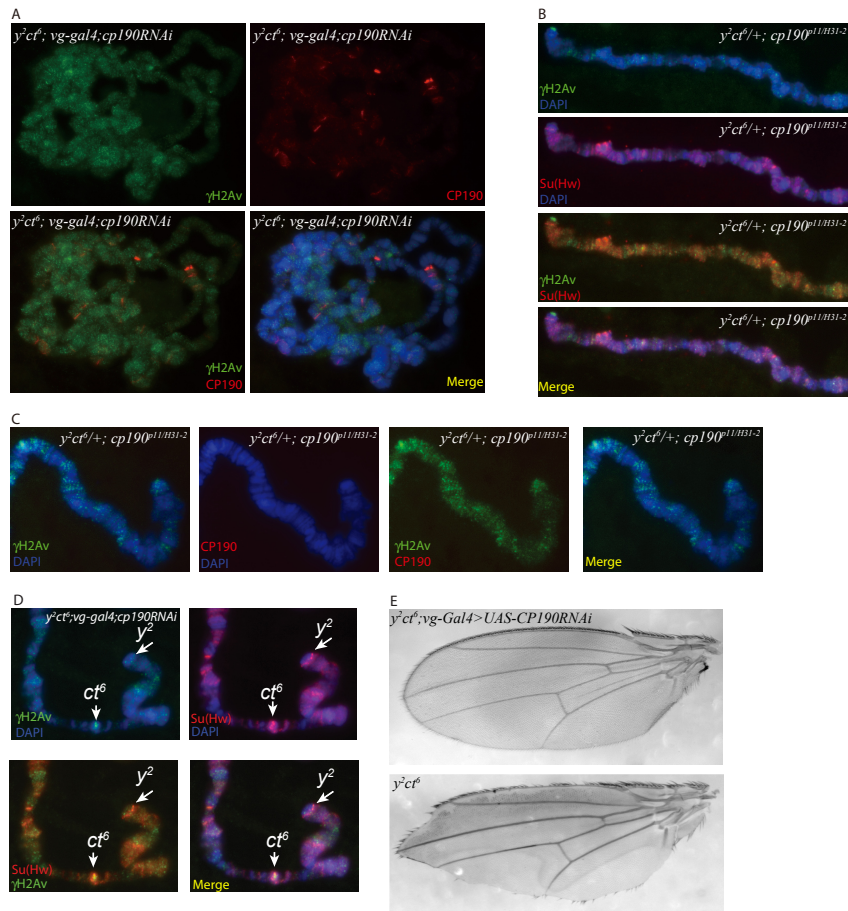 A
y²ct⁶; vg-gal4;cp190RNAi
γH2Av
y²ct⁶; vg-gal4;cp190RNAi
CP190
y²ct⁶; vg-gal4;cp190RNAi
γH2Av
CP190
y²ct⁶; vg-gal4;cp190RNAi
Merge
B
y²ct⁶/+; cp190ᵖ¹¹/ᴴ³¹⁻²
γH2Av
DAPI
y²ct⁶/+; cp190ᵖ¹¹/ᴴ³¹⁻²
Su(Hw)
DAPI
y²ct⁶/+; cp190ᵖ¹¹/ᴴ³¹⁻²
γH2Av
Su(Hw)
y²ct⁶/+; cp190ᵖ¹¹/ᴴ³¹⁻²
Merge
C
y²ct⁶/+; cp190ᵖ¹¹/ᴴ³¹⁻²
γH2Av
DAPI
y²ct⁶/+; cp190ᵖ¹¹/ᴴ³¹⁻²
CP190
DAPI
y²ct⁶/+; cp190ᵖ¹¹/ᴴ³¹⁻²
γH2Av
CP190
y²ct⁶/+; cp190ᵖ¹¹/ᴴ³¹⁻²
Merge
D
y²ct⁶;vg-gal4;cp190RNAi
y²
ct⁶
γH2Av
DAPI
y²
ct⁶
Su(Hw)
DAPI
y²
ct⁶
Su(Hw)
γH2Av
y²
ct⁶
Merge
E
y²ct⁶;vg-Gal4>UAS-CP190RNAi
y²ct⁶